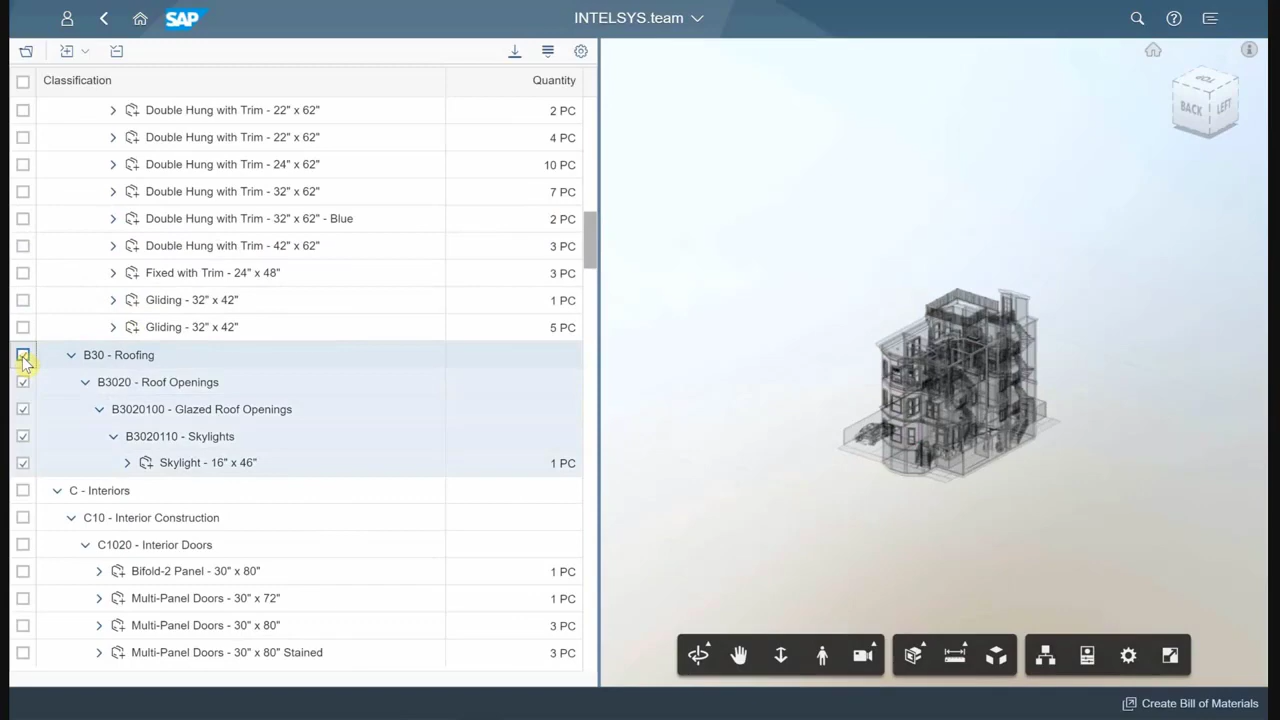 SAP
INTELSYS.team
Classification Quantity
Double Hung with Trim - 22" x 62" 2 PC
Double Hung with Trim - 22" x 62" 4 PC
Double Hung with Trim - 24" x 62" 10 PC
Double Hung with Trim - 32" x 62" 7 PC
Double Hung with Trim - 32" x 62" - Blue 2 PC
Double Hung with Trim - 42" x 62" 3 PC
Fixed with Trim - 24" x 48" 3 PC
Gliding - 32" x 42" 1 PC
Gliding - 32" x 42" 5 PC
B30 - Roofing
B3020 - Roof Openings
B3020100 - Glazed Roof Openings
B3020110 - Skylights
Skylight - 16" x 46" 1 PC
C - Interiors
C10 - Interior Construction
C1020 - Interior Doors
Bifold-2 Panel - 30" x 80" 1 PC
Multi-Panel Doors - 30" x 72" 1 PC
Multi-Panel Doors - 30" x 80" 3 PC
Multi-Panel Doors - 30" x 80" Stained 3 PC
TOP
BACK LEFT
Create Bill of Materials